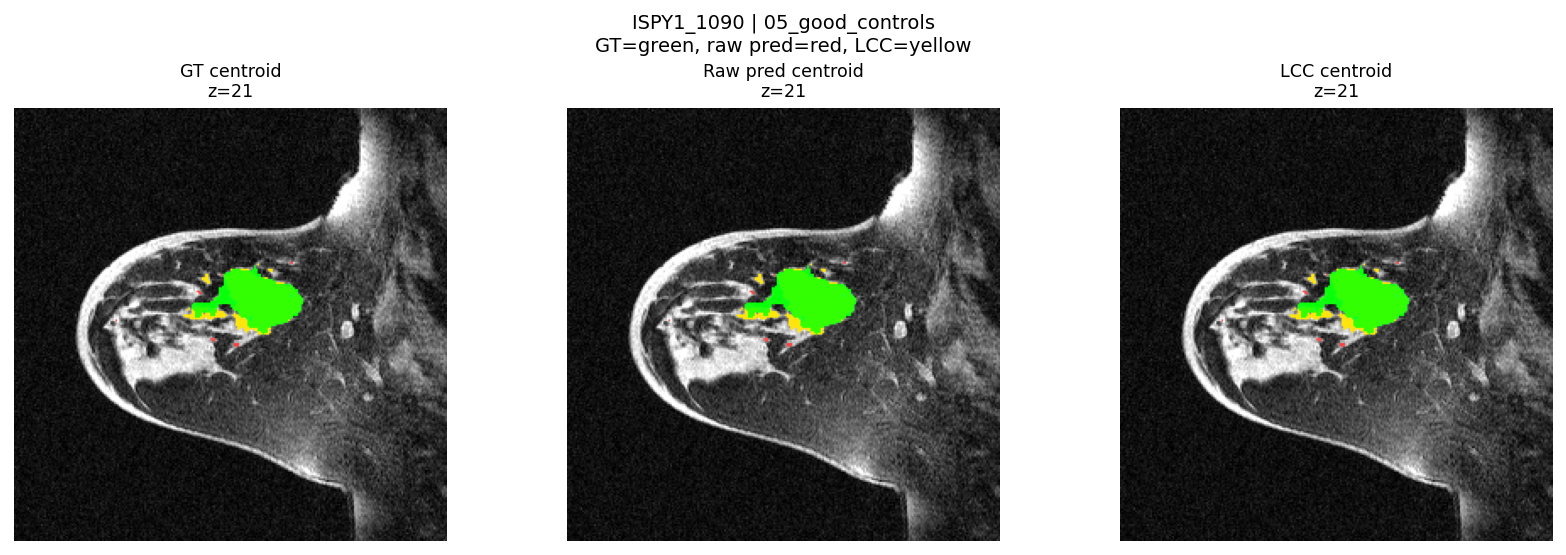 ISPY1_1090 | 05_good_controls
GT=green, raw pred=red, LCC=yellow
GT centroid
z=21
Raw pred centroid
z=21
LCC centroid
z=21